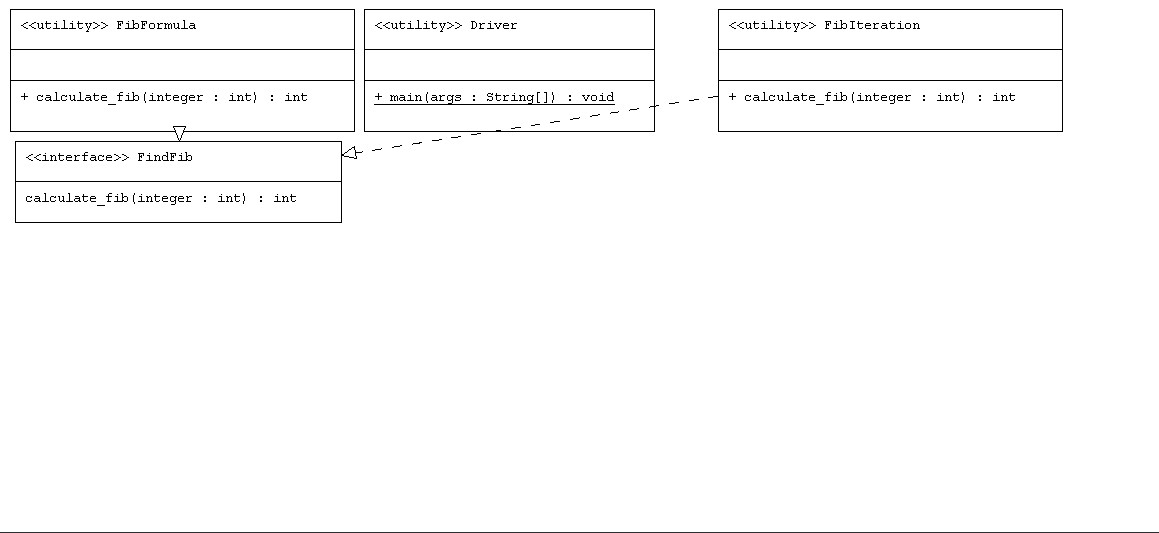 <<utility>> FibFormula
+ calculate_fib(integer : int) : int
<<utility>> Driver
+ main(args : String[]) : void
<<utility>> FibIteration
+ calculate_fib(integer : int) : int
<<interface>> FindFib
calculate_fib(integer : int) : int